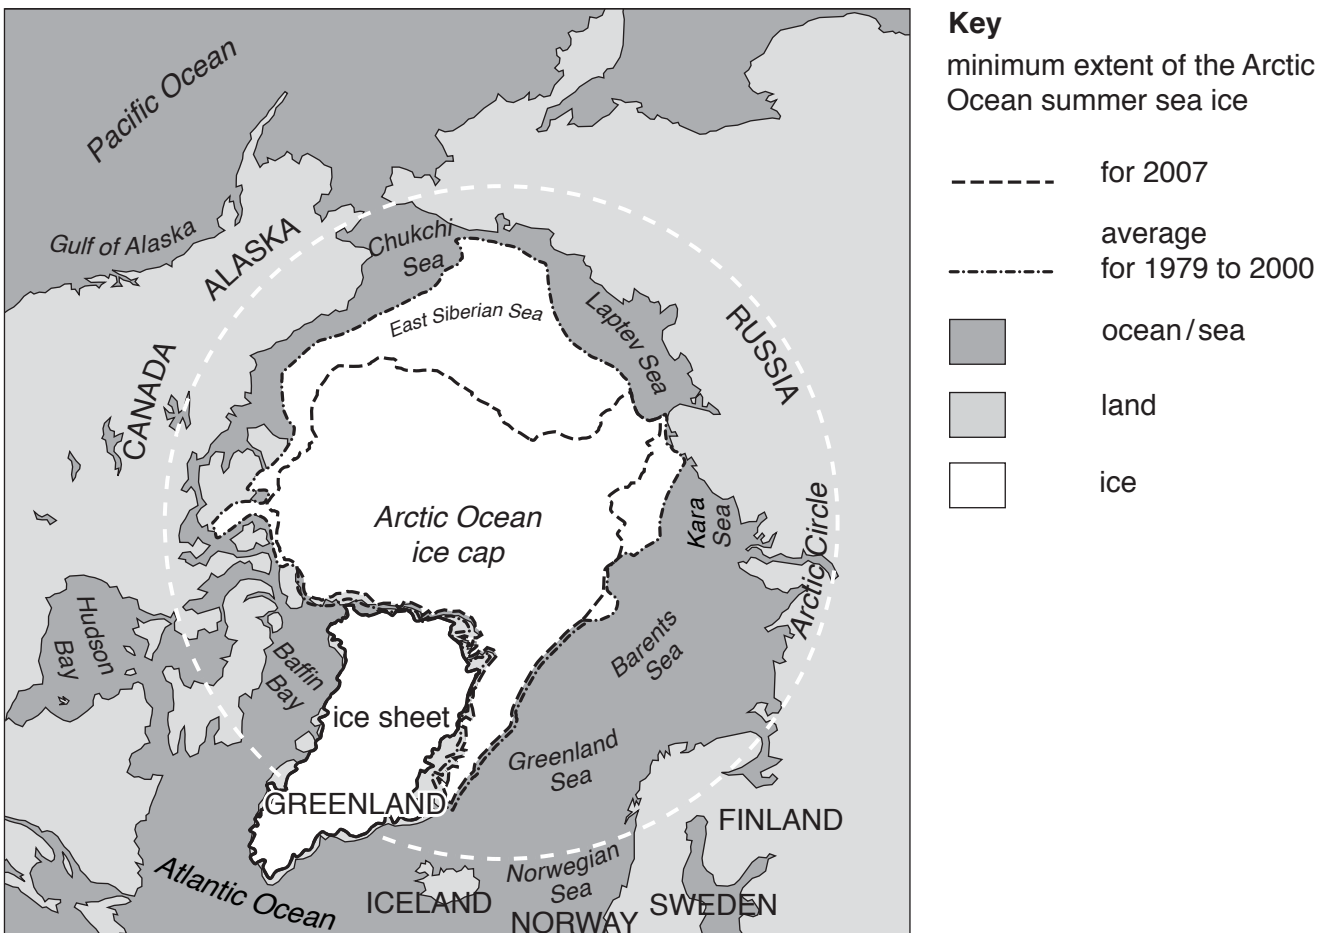 Pacific Ocean
Gulf of Alaska
ALASKA
Chukchi
Sea
East Siberian Sea
Laptev Sea
RUSSIA
CANADA
Arctic Ocean
ice cap
Kara
Sea
Arctic Circle
Hudson
Bay
Baffin
Bay
Barents
Sea
ice sheet
Greenland
Sea
GREENLAND
FINLAND
Atlantic Ocean
ICELAND
Norwegian
Sea
NORWAY
SWEDEN
Key
minimum extent of the Arctic
Ocean summer sea ice
for 2007
average
for 1979 to 2000
ocean/sea
land
ice